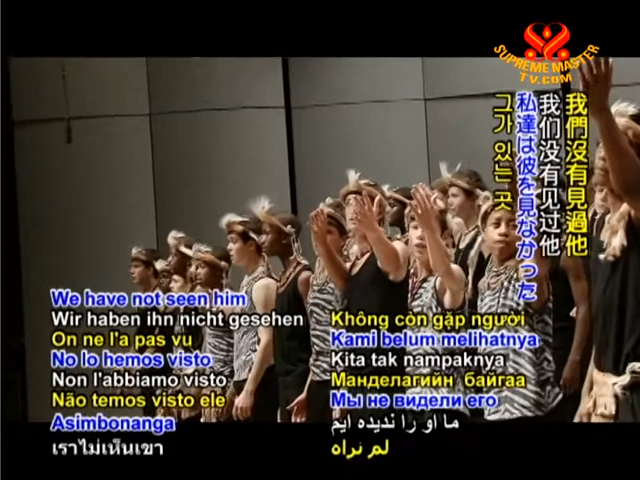 SUPREME MASTER
TV.COM
我們沒有見過他
我们没有见过他
私達は彼を見なかった
그가 있는 곳
We have not seen him
Wir haben ihn nicht gesehen
On ne l'a pas vu
No lo hemos visto
Non l'abbiamo visto
Não temos visto ele
Asimbonanga
เราไม่เห็นเขา
Không còn gặp người
Kami belum melihatnya
Kita tak nampaknya
Манделагийн байгаа
Мы не видели его
ما او را ندیده ایم
لم نراه